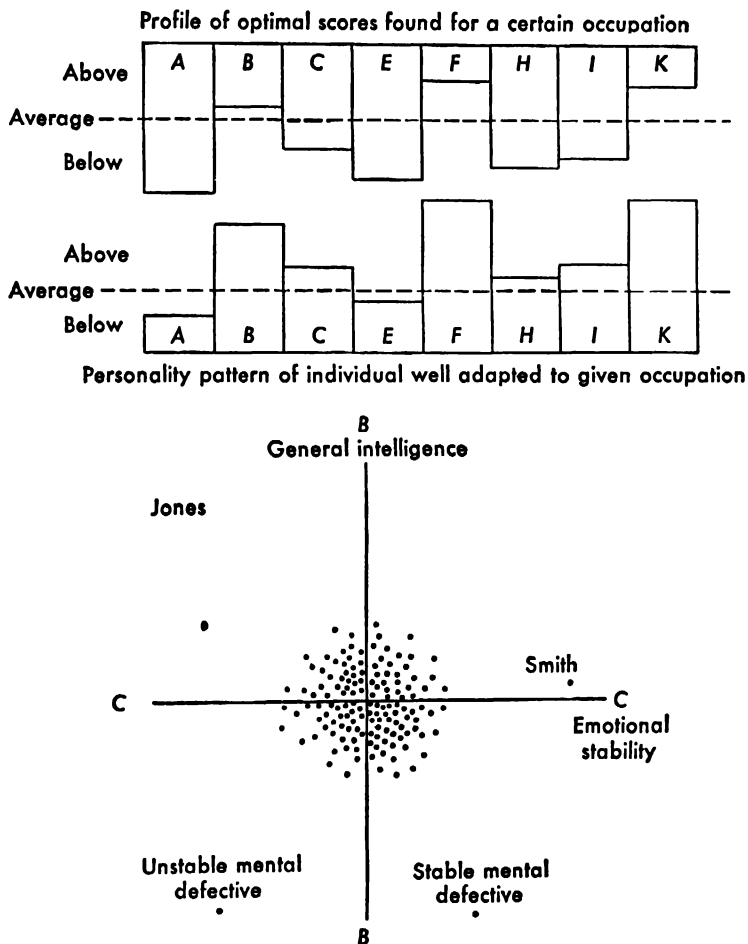 Profile of optimal scores found for a certain occupation
A B C E F H I K
Above
Average
Below
Above
Average
Below
A B C E F H I K
Personality pattern of individual well adapted to given occupation
B
General intelligence
Jones
Smith
C
C
Emotional
stability
Unstable mental
defective
Stable mental
defective
B